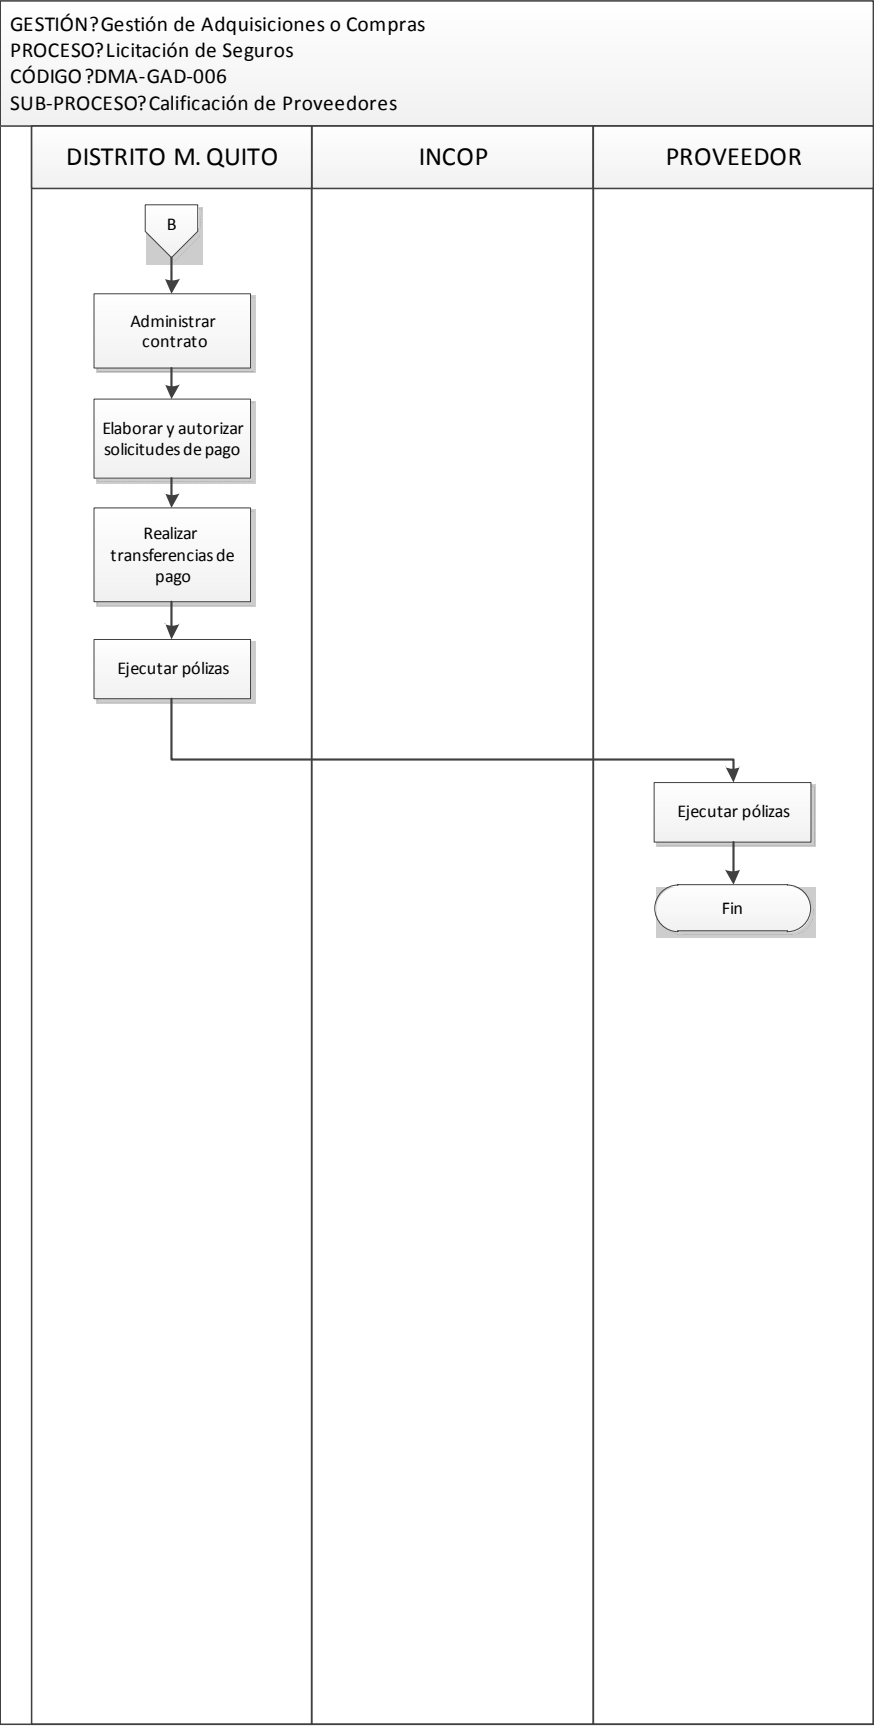 GESTIÓN?Gestión de Adquisiciones o Compras
PROCESO?Licitación de Seguros
CÓDIGO?DMA-GAD-006
SUB-PROCESO?Calificación de Proveedores
DISTRITO M. QUITO
INCOP
PROVEEDOR
B
Administrar
contrato
Elaborar y autorizar
solicitudes de pago
Realizar
transferencias de
pago
Ejecutar pólizas
Ejecutar pólizas
Fin